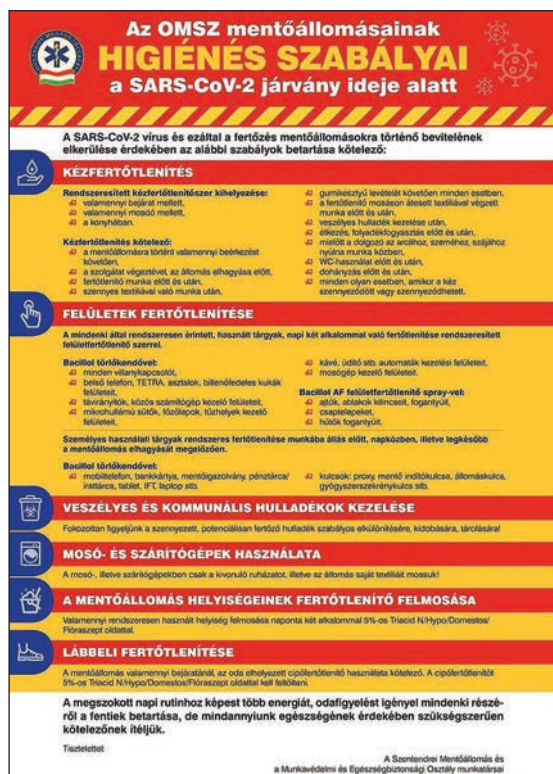 Az OMSZ mentőállomásainak
HIGIÉNÉS SZABÁLYAI
a SARS-CoV-2 járvány ideje alatt
A SARS-CoV-2 vírus és ezáltal a fertőzés mentőállomásokra történő bevitelének
elkerülése érdekében az alábbi szabályok betartása kötelező:
KÉZFERTŐTLENÍTÉS
Rendszeresített kézfertőtlenítőszer kihelyezése:
valamennyi bejárat mellett,
valamennyi mosdó mellett,
a konyhában.
Kézfertőtlenítés kötelező:
a mentőállomásra történt valamennyi beérkezést
követően,
a szolgálat végeztével, az állomás elhagyása előtt,
fertőtlenítő munka előtt és után,
szennyes textiliával való munka után,
gumikesztyű levételét követően minden esetben,
a fertőtlenítő mosáson átesett textiliával végzett
munka előtt és után,
veszélyes hulladék kezelése után,
étkezés, folyadékfogyasztás előtt és után,
mielőtt a dolgozó az arcához, szeméhez, szájához
nyúlna munka közben,
WC-használat előtt és után,
dohányzás előtt és után,
minden olyan esetben, amikor a kéz
szennyeződött vagy szennyeződhetett.
FELÜLETEK FERTŐTLENÍTÉSE
A mindenki által rendszeresen érintett, használt tárgyak, napi két alkalommal való fertőtlenítése rendszeresített
felületfertőtlenítő szerrel.
Bacillol törlőkendővel:
minden villanykapcsolót,
belső telefon, TETRA, asztalok, billenőfedeles kukák
felületeit,
távirányítók, közös számítógép kezelő felületeit,
mikrohullámú sütők, főzőlapok, tűzhelyek kezelő
felületeit,
kávé, üdítő stb. automaták kezelési felületeit,
mosógép kezelő felületeit.
Bacillol AF felületfertőtlenítő spray-vel:
ajtók, ablakok kilincseit, fogantyúit,
csaptelepeket,
hűtők fogantyúit.
Személyes használati tárgyak rendszeres fertőtlenítése munkába állás előtt, napközben, illetve legkésőbb
a mentőállomás elhagyását megelőzően.
Bacillol törlőkendővel:
mobiltelefon, bankkártya, mentőigazolvány, pénztárca/
irattárca, tablet, IFT, laptop stb.
kulcsok: proxy, mentő indítókulcsa, állomáskulcs,
gyógyszerszekrénykulcs stb.
VESZÉLYES ÉS KOMMUNÁLIS HULLADÉKOK KEZELÉSE
Fokozottan figyeljünk a szennyezett, potenciálisan fertőző hulladék szabályos elkülönítésére, kidobására, tárolására!
MOSÓ- ÉS SZÁRÍTÓGÉPEK HASZNÁLATA
A mosó-, illetve szárítógépekben csak a kivonuló ruházatot, illetve az állomás saját textiliáit mossuk!
A MENTŐÁLLOMÁS HELYISÉGEINEK FERTŐTLENÍTŐ FELMOSÁSA
Valamennyi rendszeresen használt helyiség felmosása naponta két alkalommal 5%-os Triacid N/Hypo/Domestos/
Flóraszept oldattal.
LÁBBELI FERTŐTLENÍTÉSE
A mentőállomás valamennyi bejáratánál, az oda elhelyezett cipőfertőtlenítő használata kötelező. A cipőfertőtlenítőt
5%-os Triacid N/Hypo/Domestos/Flóraszept oldattal kell feltölteni.
A megszokott napi rutinhoz képest több energiát, odafigyelést igényel mindenki részé-
ről a fentiek betartása, de mindannyiunk egészségének érdekében szükségszerűen
kötelezőnek ítéljük.
Tisztelettel:
A Szentendrei Mentőállomás és
a Munkavédelmi és Egészségbiztonsági Osztály munkatársai